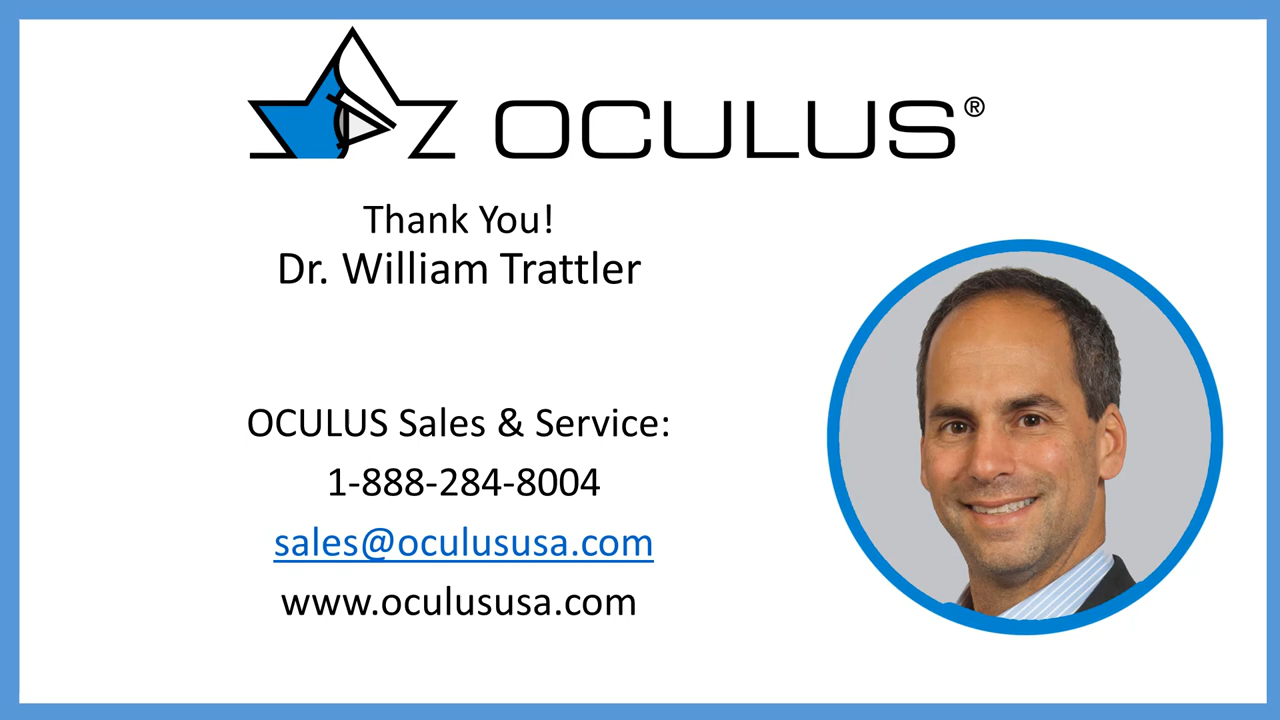 OCULUS®
Thank You!
Dr. William Trattler
OCULUS Sales & Service:
1-888-284-8004
sales@oculususa.com
www.oculususa.com